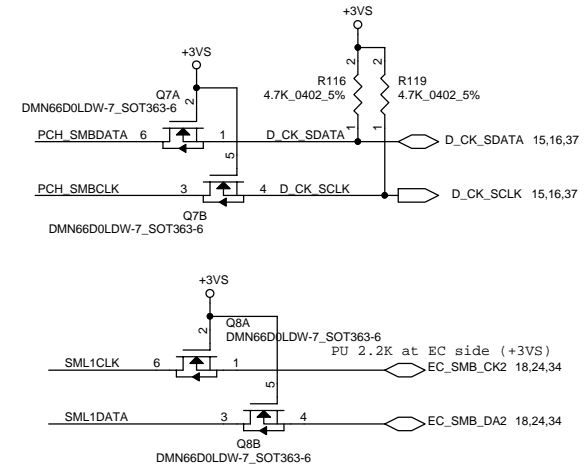 +3VS
+3VS
2
2
R116
4.7K_0402_5%
R119
4.7K_0402_5%
1
1
Q7A
DMN66D0LDW-7_SOT363-6
2
PCH_SMBDATA 6 1 D_CK_SDATA D_CK_SDATA 15,16,37
5
PCH_SMBCLK 3 4 D_CK_SCLK D_CK_SCLK 15,16,37
Q7B
DMN66D0LDW-7_SOT363-6
+3VS
2
Q8A
DMN66D0LDW-7_SOT363-6
PU 2.2K at EC side (+3VS)
SML1CLK 6 1 EC_SMB_CK2 18,24,34
5
SML1DATA 3 4 EC_SMB_DA2 18,24,34
Q8B
DMN66D0LDW-7_SOT363-6